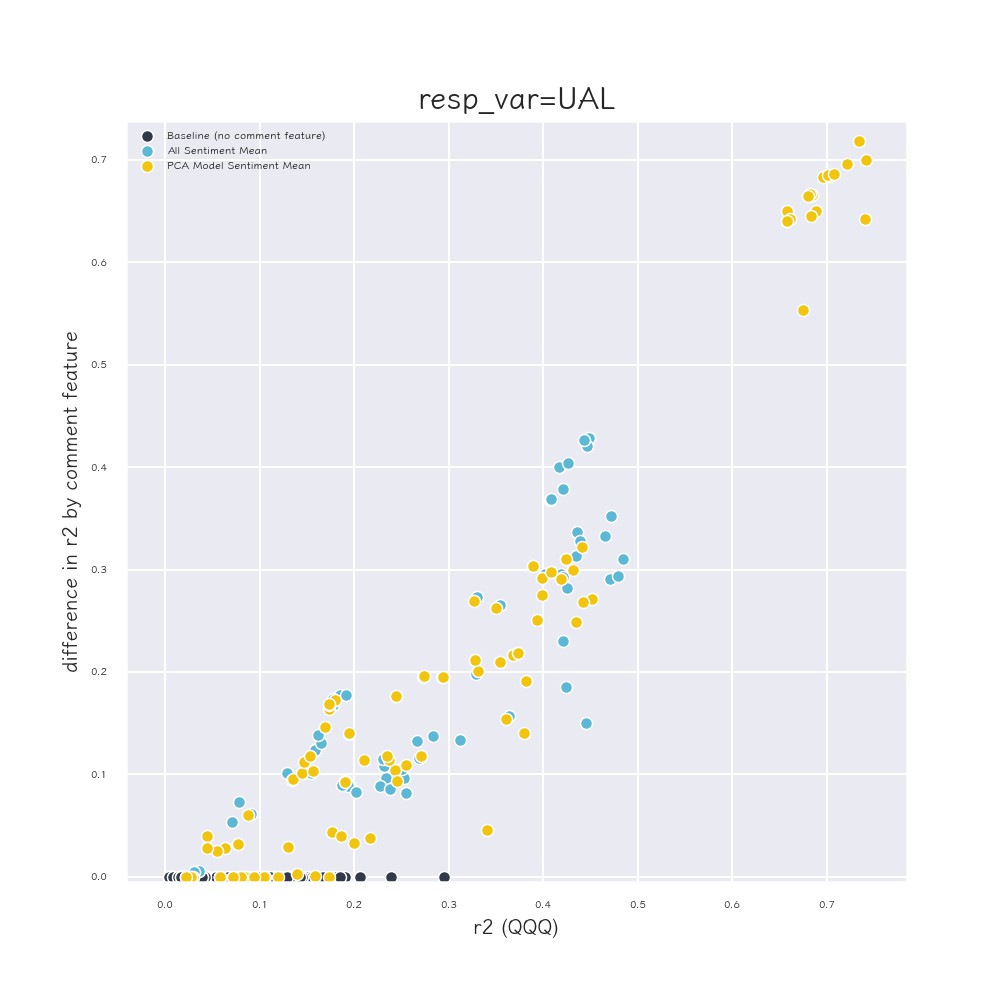 resp_var=UAL
Baseline (no comment feature)
All Sentiment Mean
PCA Model Sentiment Mean
difference in r2 by comment feature
0.7
0.6
0.5
0.4
0.3
0.2
0.1
0.0
0.0 0.1 0.2 0.3 0.4 0.5 0.6 0.7
r2 (QQQ)